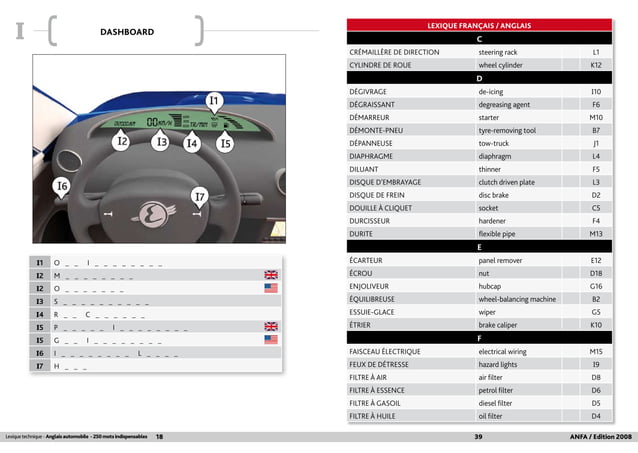 I
DASHBOARD
I1
I2
I3
I4
I5
I6
I7
00 KM/H
TR/MN
I1 O _ _ I _ _ _ _ _ _ _ _
I2 M _ _ _ _ _ _ _ _
I2 O _ _ _ _ _ _ _
I3 S _ _ _ _ _ _ _ _ _ _
I4 R _ _ C _ _ _ _ _ _
I5 P _ _ _ _ _ I _ _ _ _ _ _ _ _
I5 G _ _ I _ _ _ _ _ _ _ _
I6 I _ _ _ _ _ _ _ _ L _ _ _ _
I7 H _ _ _
Lexique technique - Anglais automobile - 250 mots indispensables 18
LEXIQUE FRANÇAIS / ANGLAIS
C
CRÉMAILLÈRE DE DIRECTION steering rack L1
CYLINDRE DE ROUE wheel cylinder K12
D
DÉGIVRAGE de-icing I10
DÉGRAISSANT degreasing agent F6
DÉMARREUR starter M10
DÉMONTE-PNEU tyre-removing tool B7
DÉPANNEUSE tow-truck J1
DIAPHRAGME diaphragm L4
DILUANT thinner F5
DISQUE D'EMBRAYAGE clutch driven plate L3
DISQUE DE FREIN disc brake D2
DOUILLE À CLIQUET socket C5
DURCISSEUR hardener F4
DURITE flexible pipe M13
E
ÉCARTEUR panel remover E12
ÉCROU nut D18
ENJOLIVEUR hubcap G16
ÉQUILIBREUSE wheel-balancing machine B2
ESSUIE-GLACE wiper G5
ÉTRIER brake caliper K10
F
FAISCEAU ÉLECTRIQUE electrical wiring M15
FEUX DE DÉTRESSE hazard lights I9
FILTRE À AIR air filter D8
FILTRE À ESSENCE petrol filter D6
FILTRE À GASOIL diesel filter D5
FILTRE À HUILE oil filter D4
39 ANFA / Edition 2008